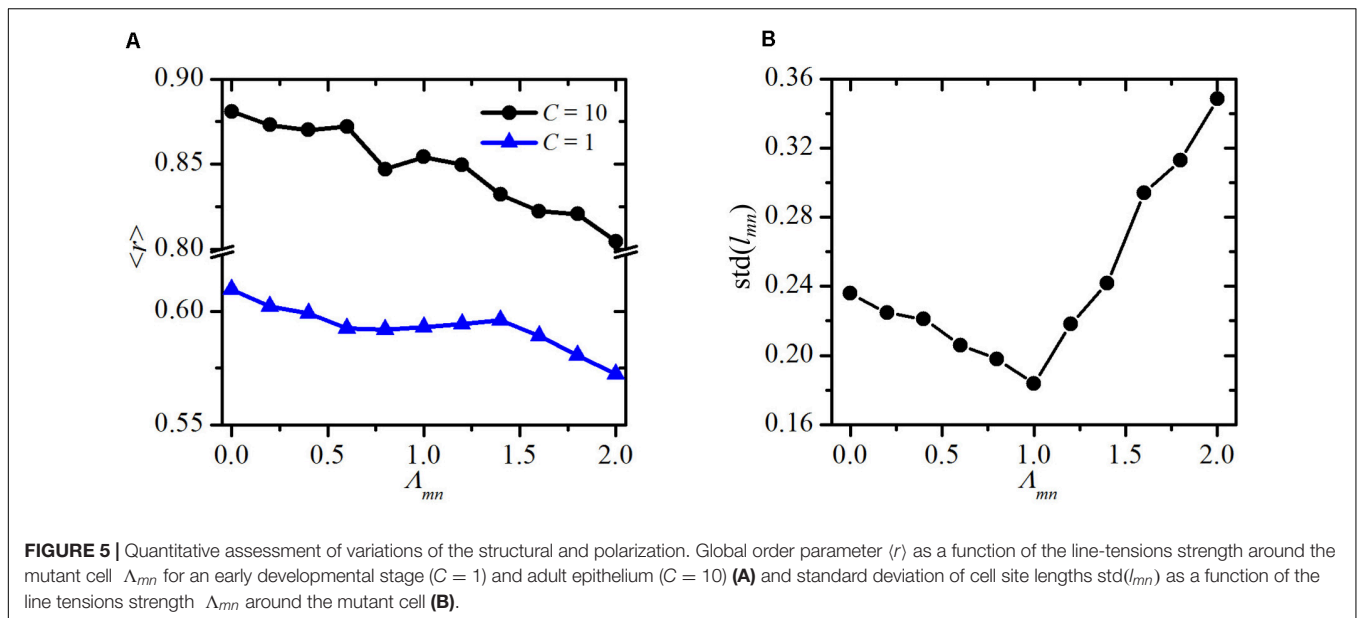 A
0.90
0.85
0.80
0.60
0.55
<r>
C = 10
C = 1
0.0 0.5 1.0 1.5 2.0
Λmn
B
0.36
0.32
0.28
0.24
0.20
0.16
std(lmn)
0.0 0.5 1.0 1.5 2.0
Λmn
FIGURE 5 | Quantitative assessment of variations of the structural and polarization. Global order parameter ⟨r⟩ as a function of the line-tensions strength around the
mutant cell Λmn for an early developmental stage (C = 1) and adult epithelium (C = 10) (A) and standard deviation of cell site lengths std(lmn) as a function of the
line tensions strength Λmn around the mutant cell (B).